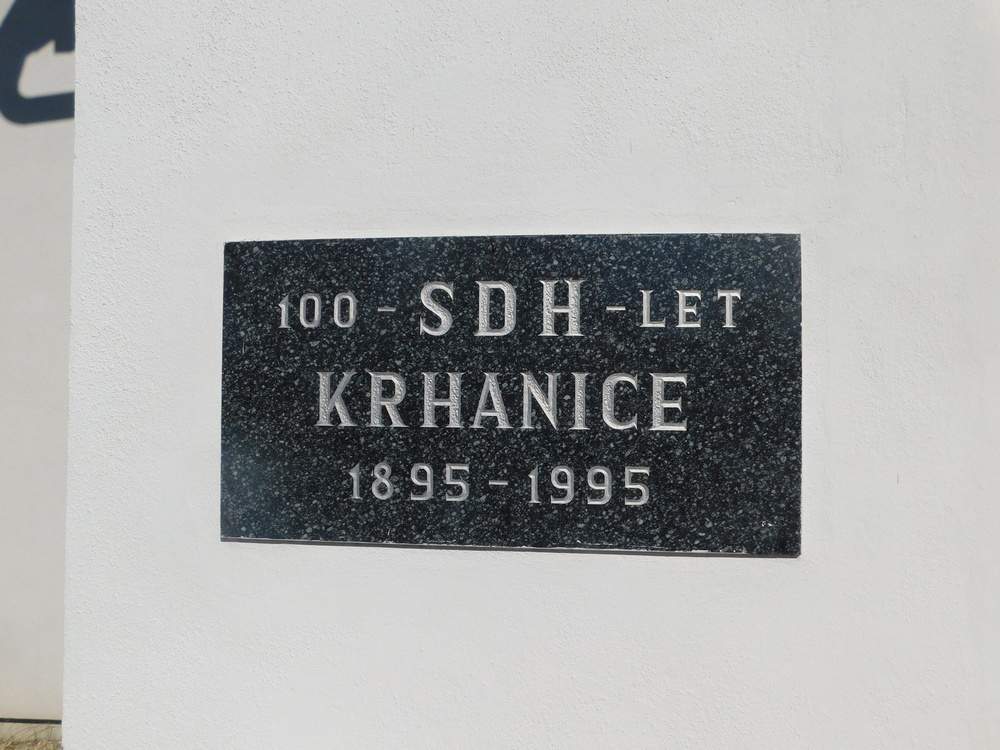 100 - SDH - LET
KRHANICE
1895 - 1995